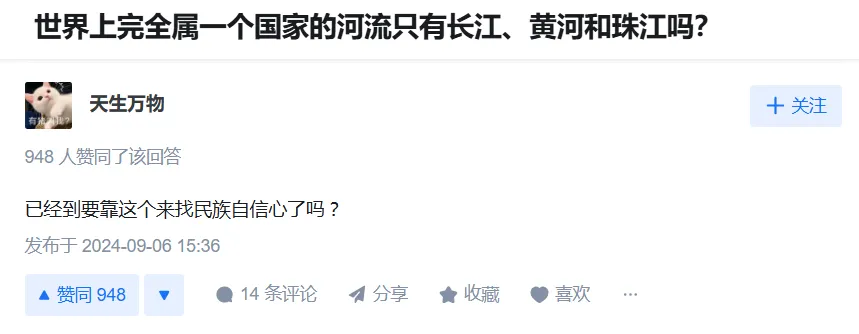 世界上完全属一个国家的河流只有长江、黄河和珠江吗?
天生万物
+ 关注
948 人赞同了该回答
已经到要靠这个来找民族自信心了吗？
发布于 2024-09-06 15:36
赞同 948
14 条评论
分享
收藏
喜欢